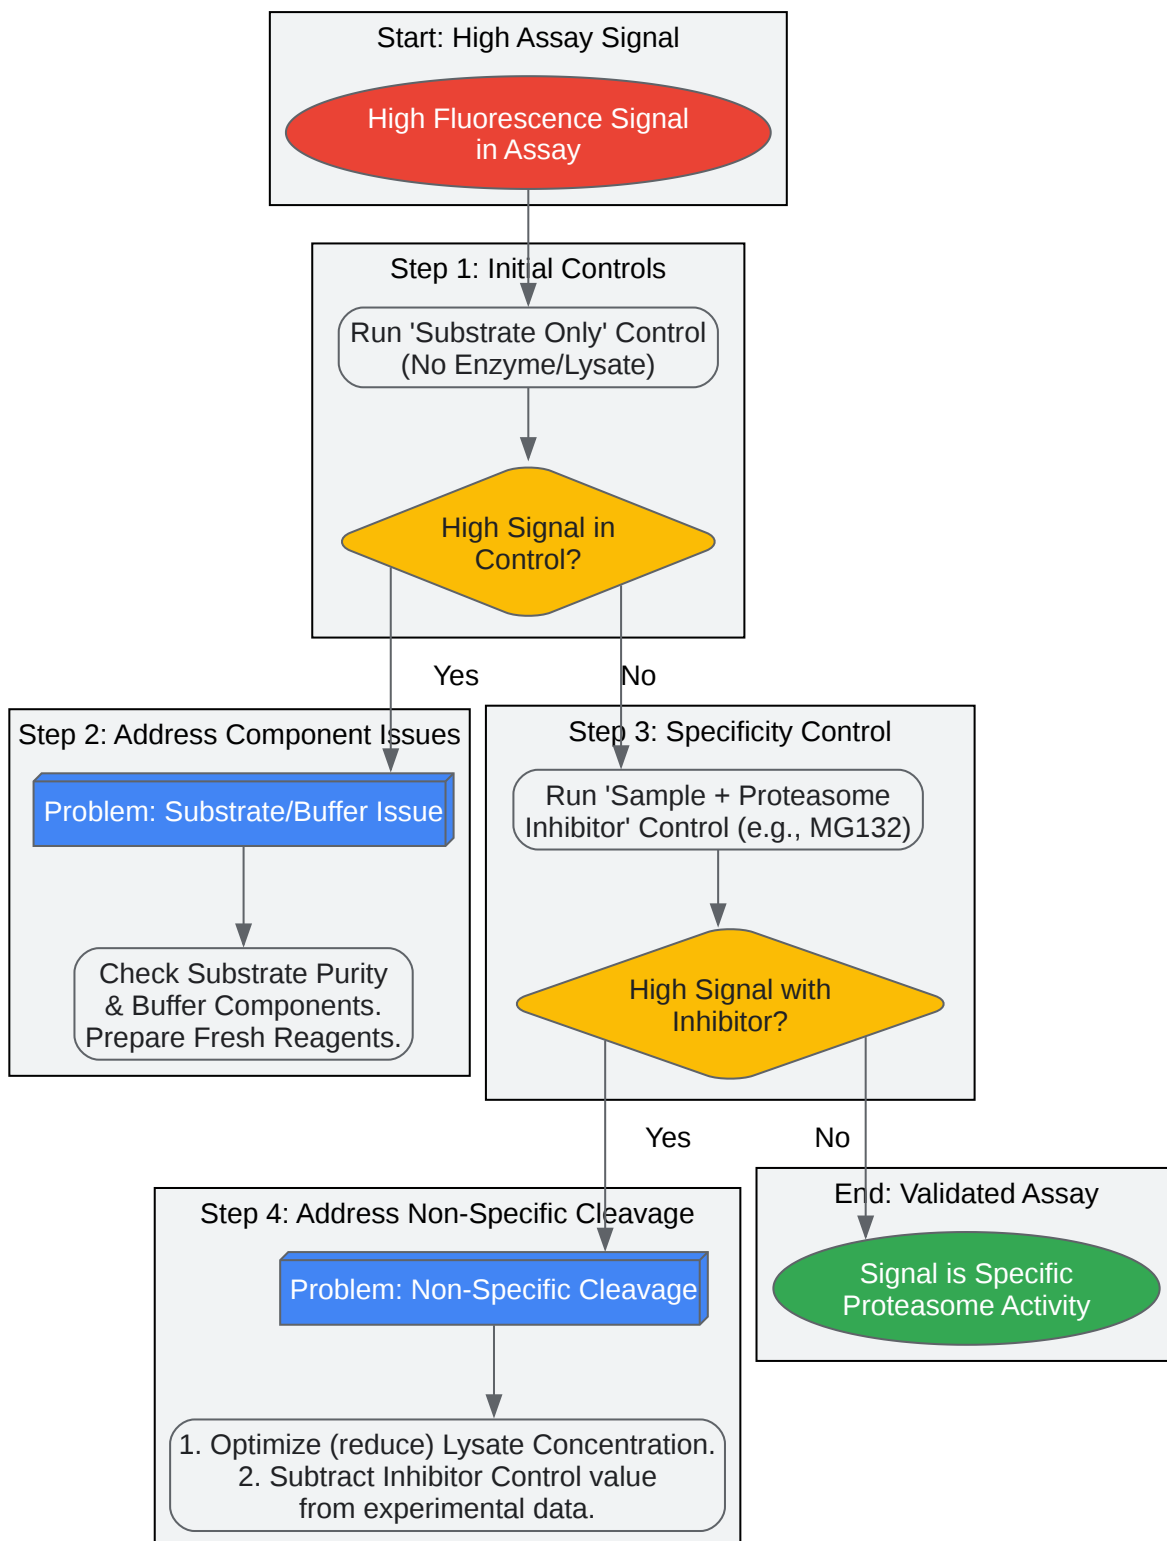 Start: High Assay Signal
High Fluorescence Signal
in Assay
Step 1: Initial Controls
Run 'Substrate Only' Control
(No Enzyme/Lysate)
High Signal in
Control?
Yes
No
Step 2: Address Component Issues
Problem: Substrate/Buffer Issue
Check Substrate Purity
& Buffer Components.
Prepare Fresh Reagents.
Step 3: Specificity Control
Run 'Sample + Proteasome
Inhibitor' Control (e.g., MG132)
High Signal with
Inhibitor?
Yes
No
Step 4: Address Non-Specific Cleavage
Problem: Non-Specific Cleavage
1. Optimize (reduce) Lysate Concentration.
2. Subtract Inhibitor Control value
from experimental data.
End: Validated Assay
Signal is Specific
Proteasome Activity